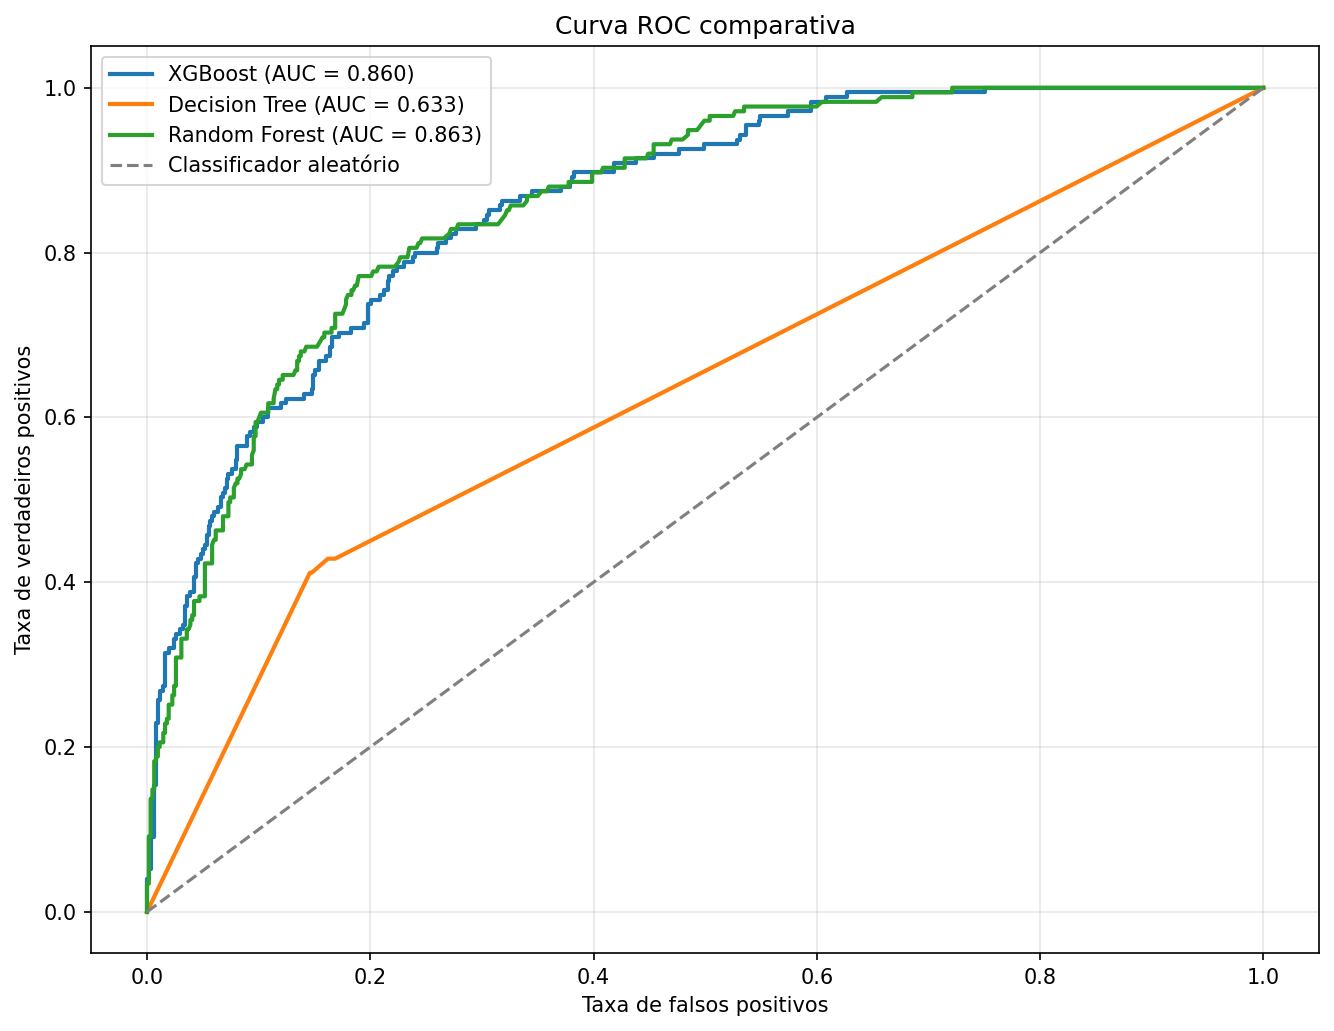 Curva ROC comparativa
XGBoost (AUC = 0.860)
Decision Tree (AUC = 0.633)
Random Forest (AUC = 0.863)
Classificador aleatório
Taxa de verdadeiros positivos
1.0
0.8
0.6
0.4
0.2
0.0
0.0 0.2 0.4 0.6 0.8 1.0
Taxa de falsos positivos